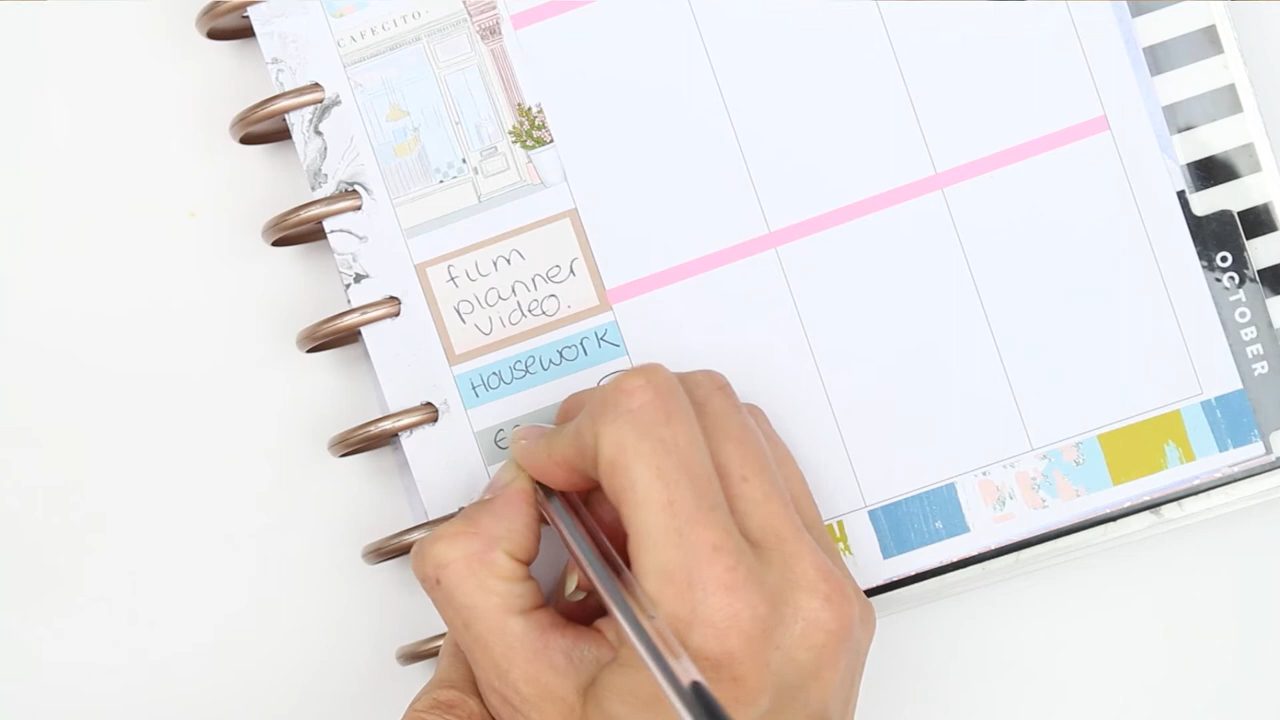 CAFECITO·
film
planner
video.
HOUSEWORK
OCTOBER